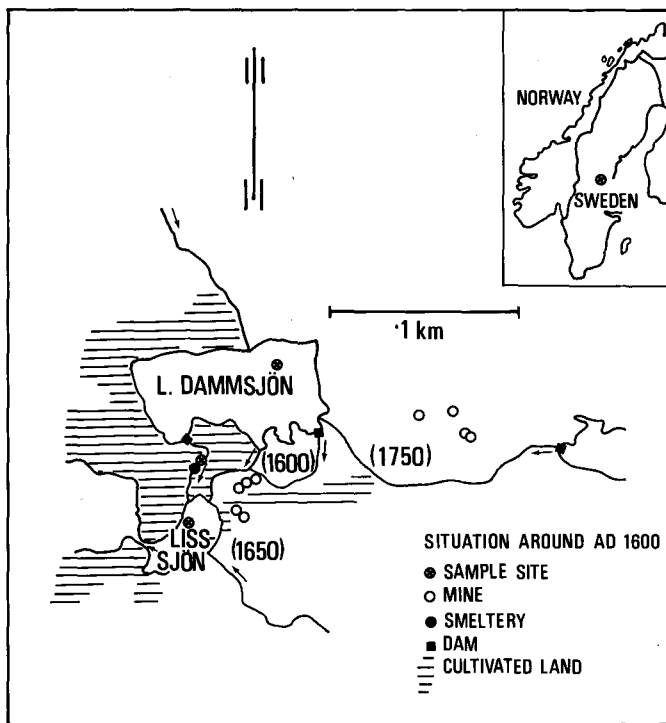 NORWAY
SWEDEN
1 km
L. DAMMSJÖN
(1600)
(1750)
LISS-
SJÖN
(1650)
SITUATION AROUND AD 1600
SAMPLE SITE
MINE
SMELTERY
DAM
CULTIVATED LAND